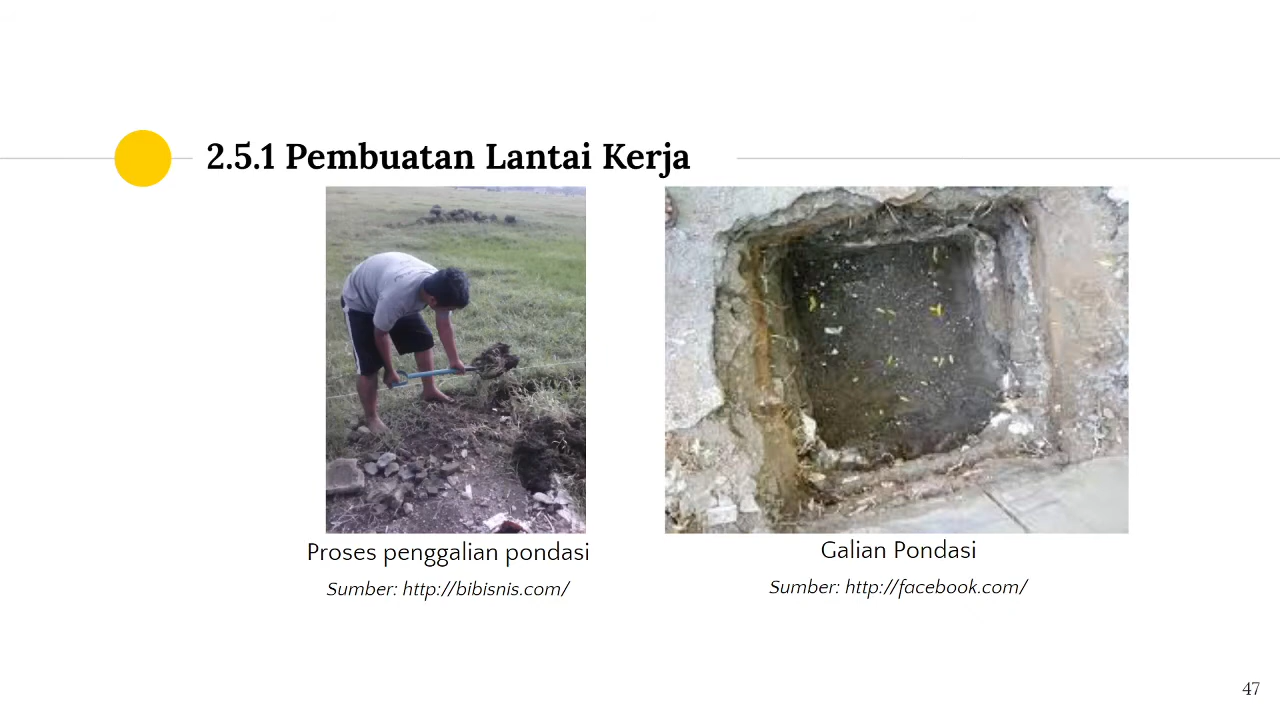 2.5.1 Pembuatan Lantai Kerja
Proses penggalian pondasi
Sumber: http://bibisnis.com/
Galian Pondasi
Sumber: http://facebook.com/
47